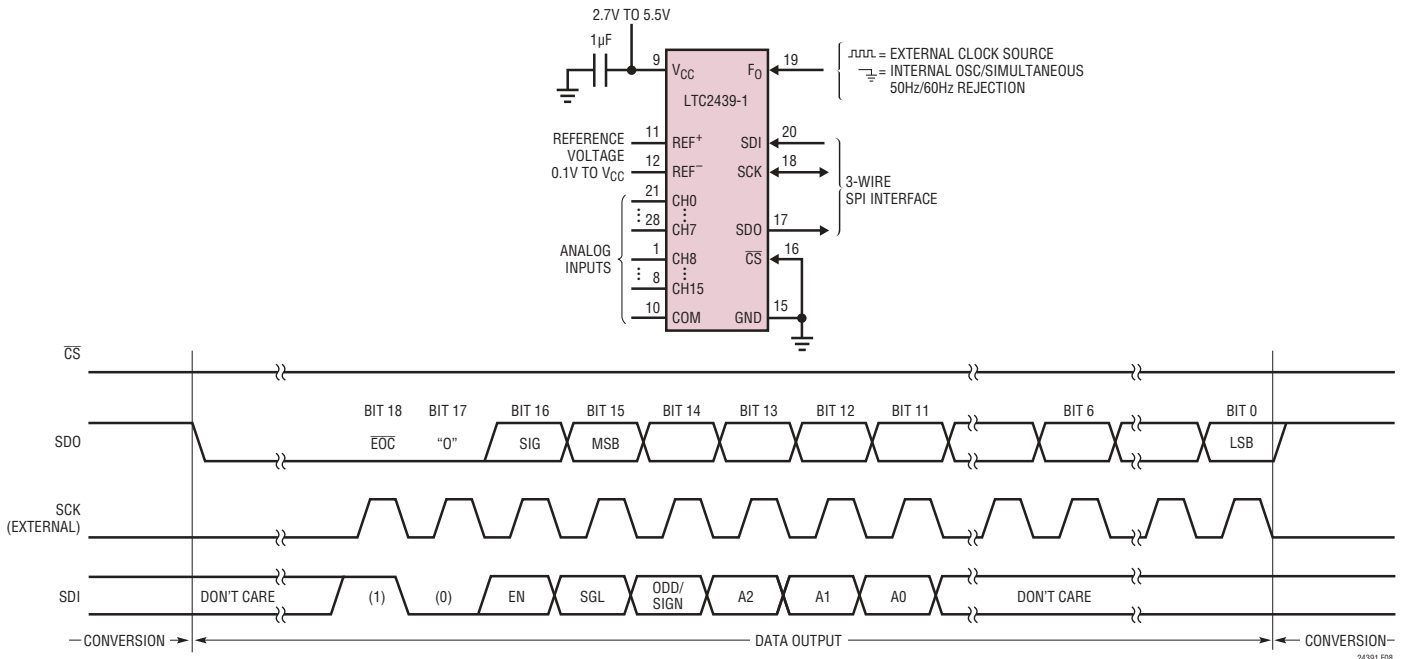 2.7V TO 5.5V
1µF
9
VCC
FO
19
= EXTERNAL CLOCK SOURCE
= INTERNAL OSC/SIMULTANEOUS
50Hz/60Hz REJECTION
LTC2439-1
REFERENCE
VOLTAGE
0.1V TO VCC
11
REF+
12
REF−
SDI
20
SCK
18
3-WIRE
SPI INTERFACE
ANALOG
INPUTS
21
CH0
28
CH7
1
CH8
8
CH15
10
COM
SDO
17
CS
16
GND
15
CS
BIT 18 BIT 17 BIT 16 BIT 15 BIT 14 BIT 13 BIT 12 BIT 11 BIT 6 BIT 0
SDO
EOC "O" SIG MSB LSB
SCK
(EXTERNAL)
SDI
DON'T CARE (1) (0) EN SGL ODD/
SIGN A2 A1 A0 DON'T CARE
CONVERSION DATA OUTPUT CONVERSION
24391 F08